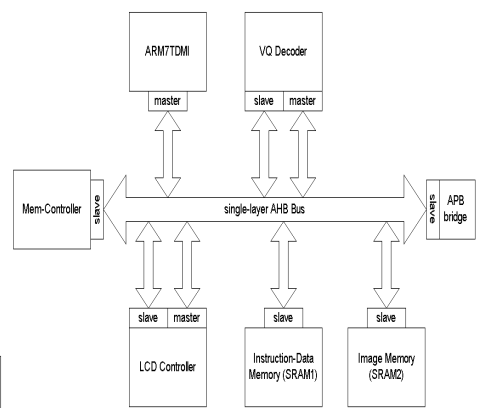 ARM7TDMI
master
VQ Decoder
slave
master
Mem-Controller
slave
single-layer AHB Bus
slave
APB
bridge
slave
master
LCD Controller
slave
Instruction-Data
Memory (SRAM1)
slave
Image Memory
(SRAM2)